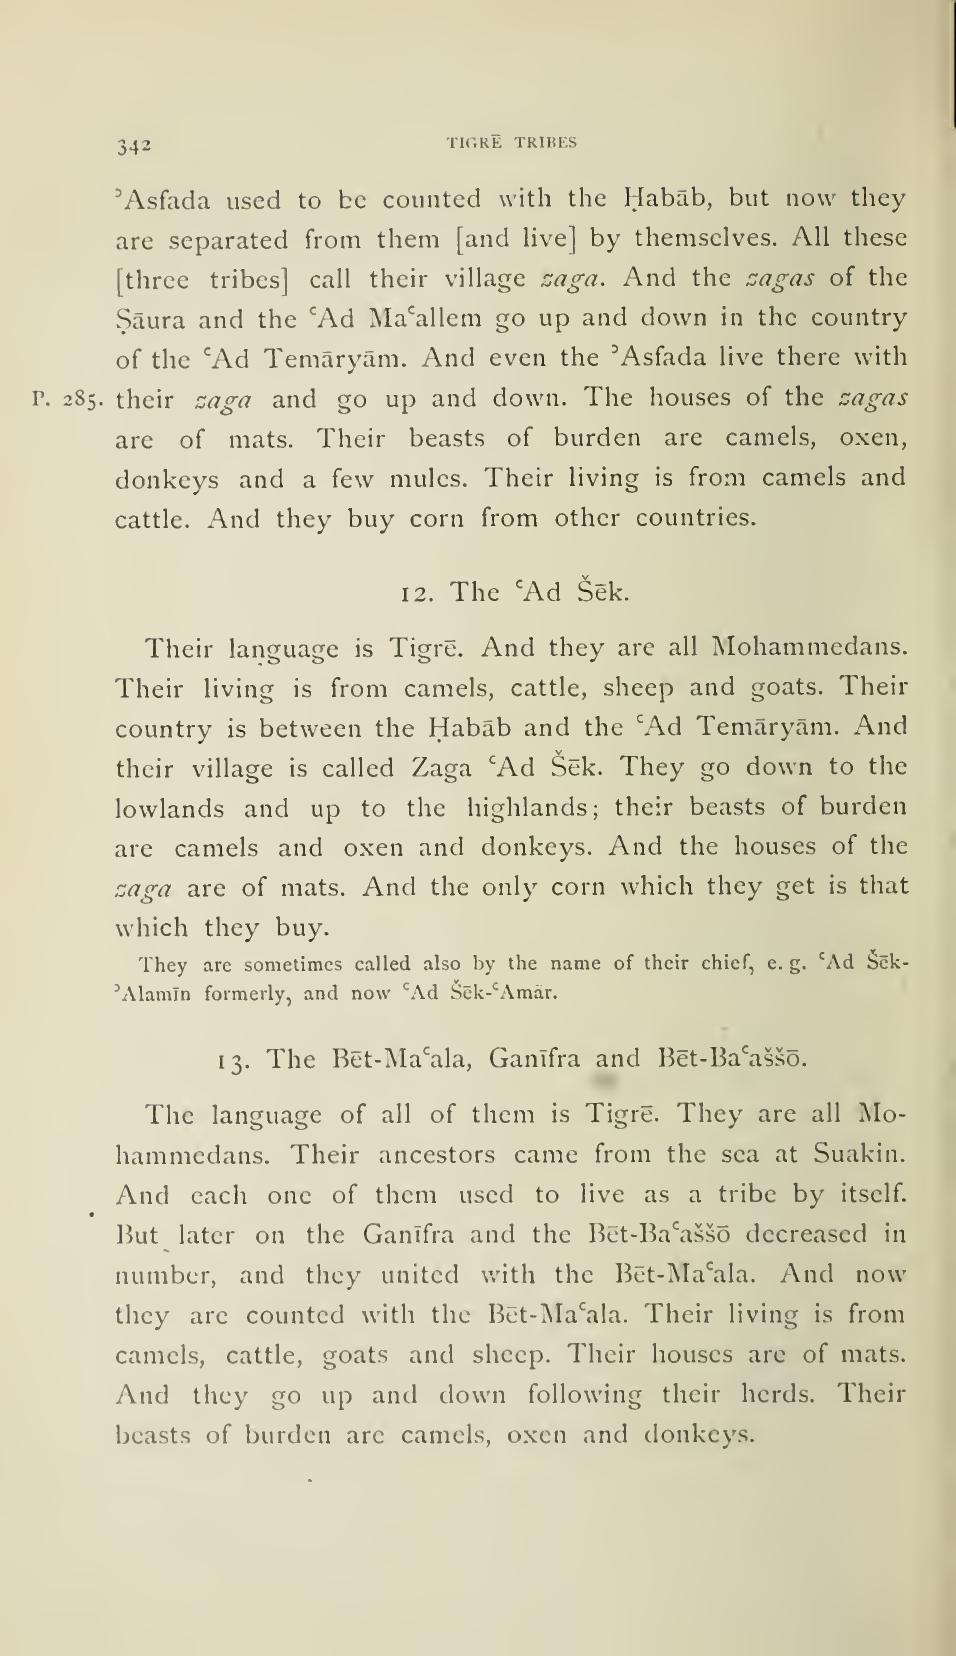 342 TIGRĒ TRIBES
ʾAsfada used to be counted with the Ḥabāb, but now they
are separated from them [and live] by themselves. All these
[three tribes] call their village zaga. And the zagas of the
Ṣāura and the ʿAd Maʿallem go up and down in the country
of the ʿAd Temāryām. And even the ʾAsfada live there with
P. 285. their zaga and go up and down. The houses of the zagas
are of mats. Their beasts of burden are camels, oxen,
donkeys and a few mules. Their living is from camels and
cattle. And they buy corn from other countries.
12. The ʿAd Šēk.
Their language is Tigrē. And they are all Mohammedans.
Their living is from camels, cattle, sheep and goats. Their
country is between the Ḥabāb and the ʿAd Temāryām. And
their village is called Zaga ʿAd Šēk. They go down to the
lowlands and up to the highlands; their beasts of burden
are camels and oxen and donkeys. And the houses of the
zaga are of mats. And the only corn which they get is that
which they buy.
They are sometimes called also by the name of their chief, e. g. ʿAd Šēk-
ʾAlamīn formerly, and now ʿAd Šēk-ʿAmār.
13. The Bēt-Maʿala, Ganīfra and Bēt-Baʿaššō.
The language of all of them is Tigrē. They are all Mo-
hammedans. Their ancestors came from the sea at Suakin.
And each one of them used to live as a tribe by itself.
But later on the Ganīfra and the Bēt-Baʿaššō decreased in
number, and they united with the Bēt-Maʿala. And now
they are counted with the Bēt-Maʿala. Their living is from
camels, cattle, goats and sheep. Their houses are of mats.
And they go up and down following their herds. Their
beasts of burden are camels, oxen and donkeys.